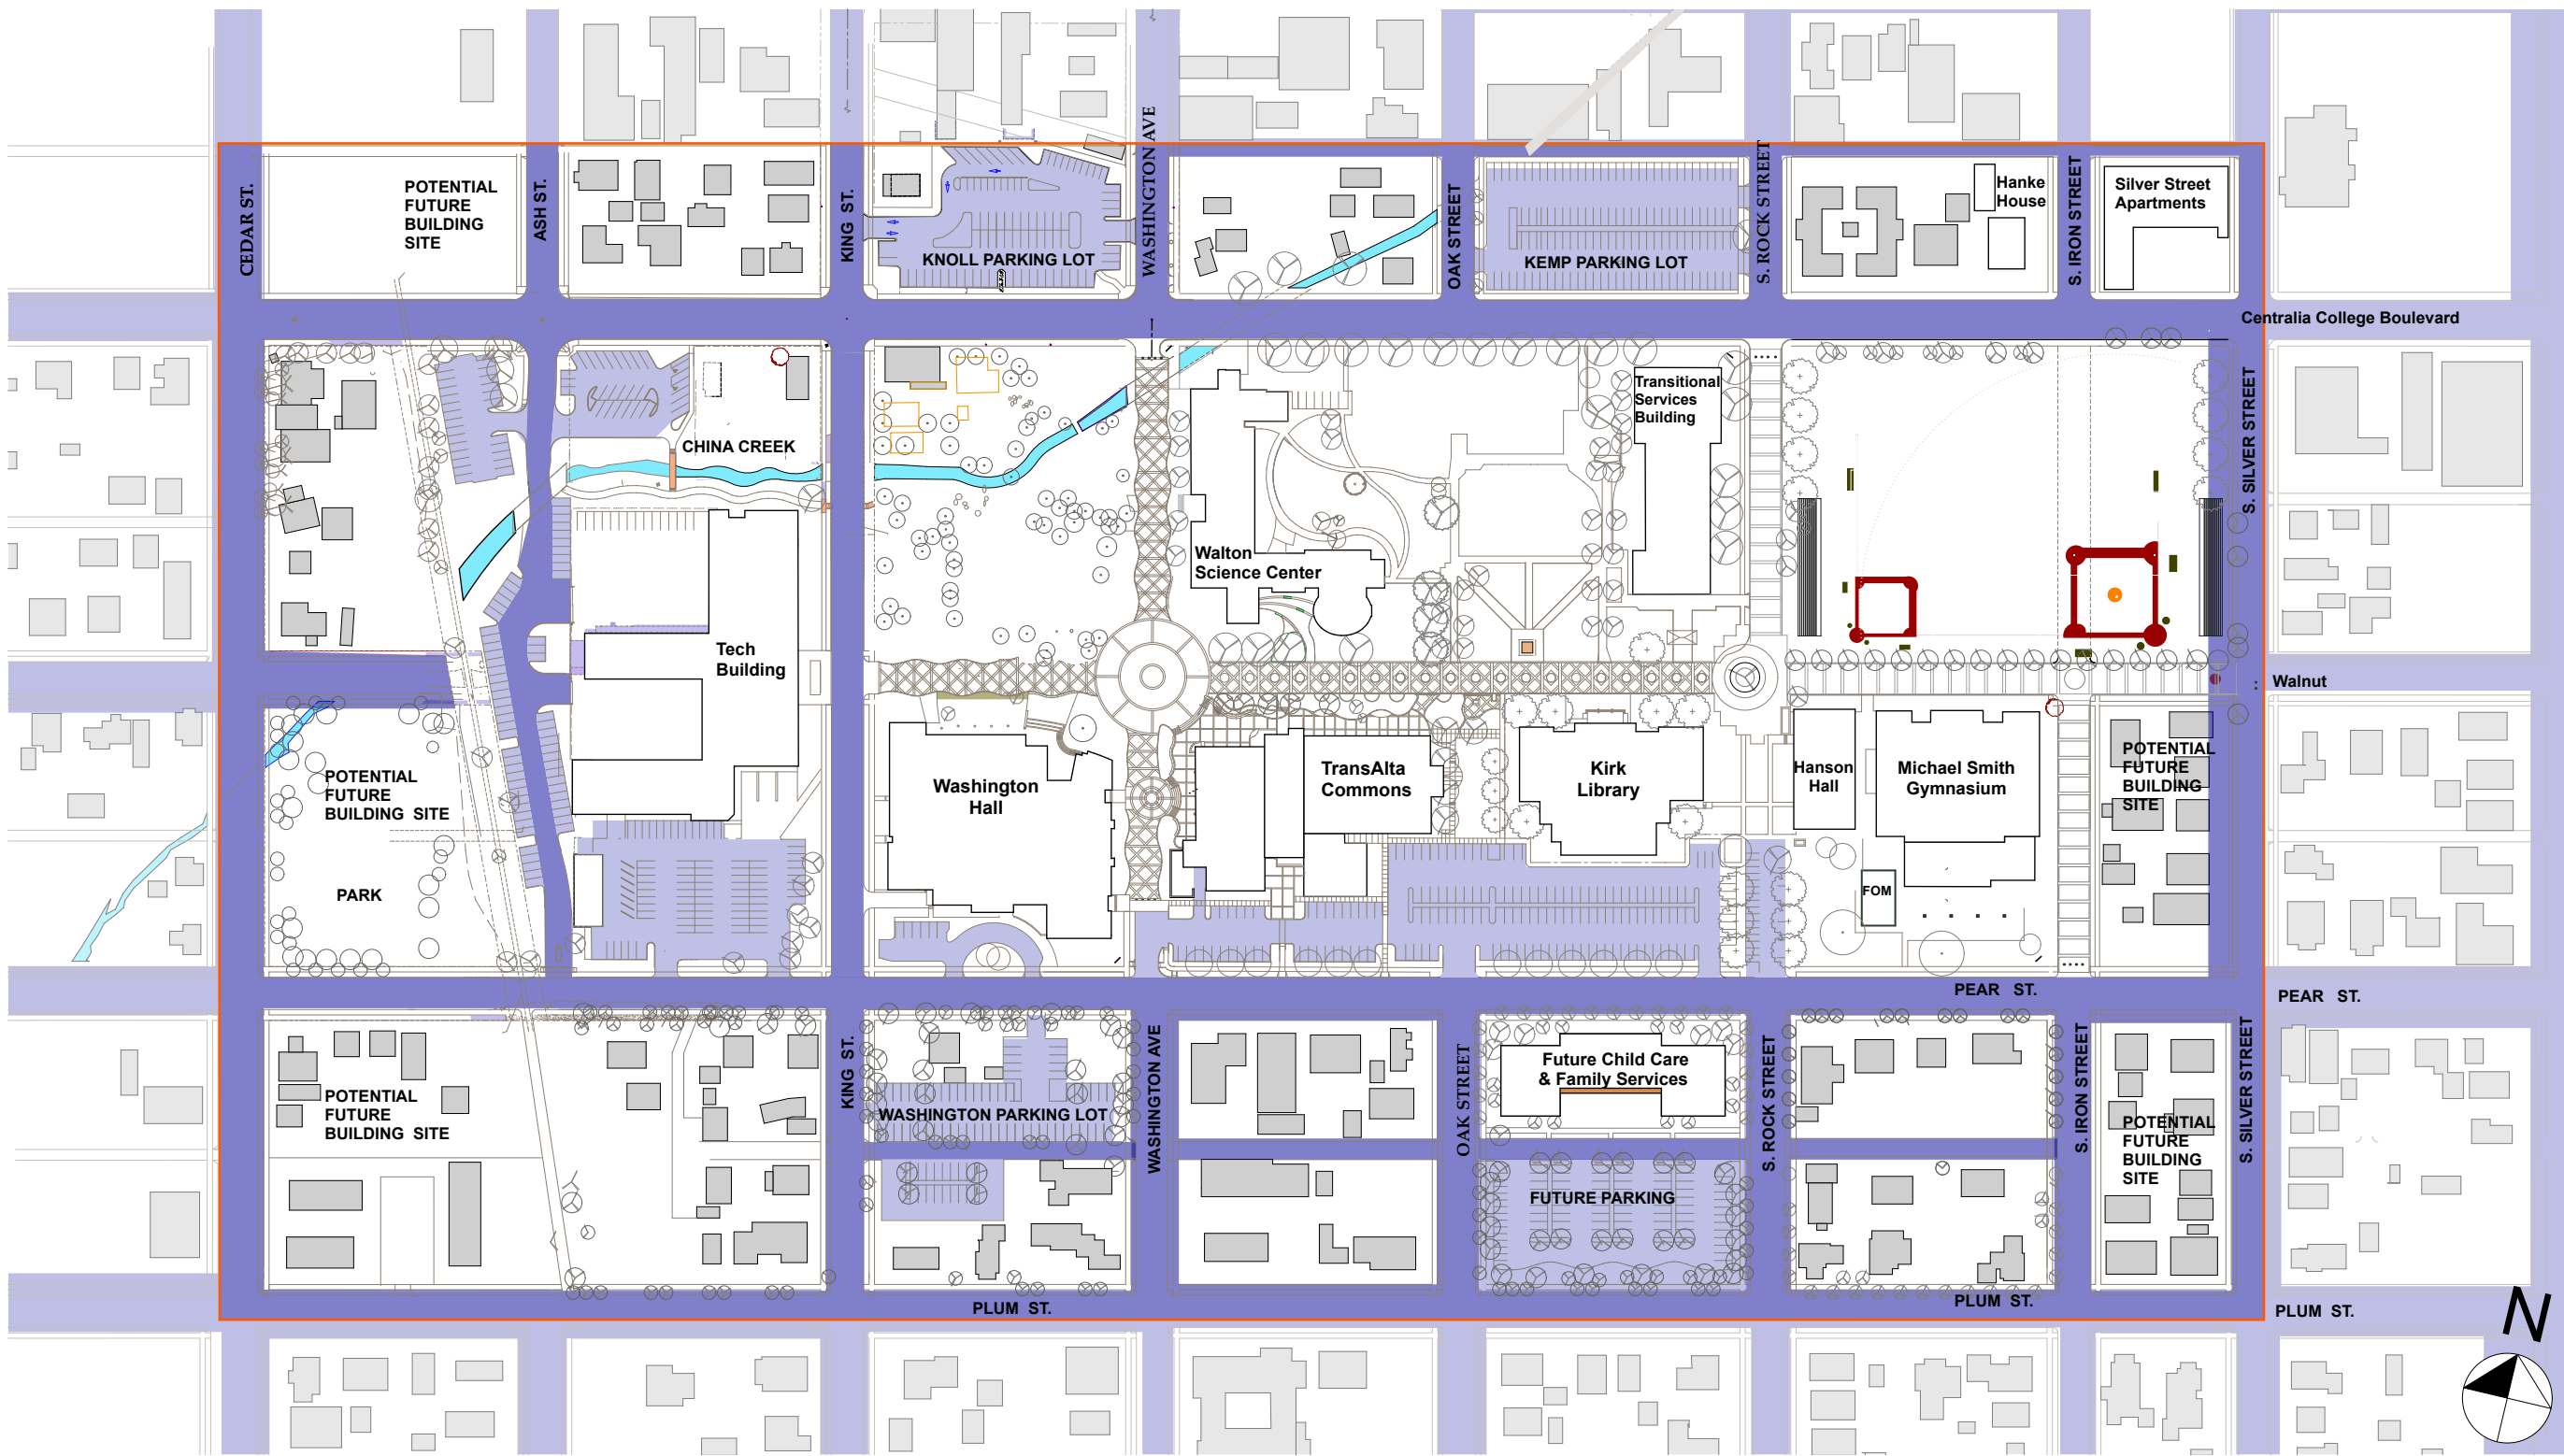 CEDAR ST.
POTENTIAL
FUTURE
BUILDING
SITE
ASH ST.
KING ST.
KNOLL PARKING LOT
WASHINGTON AVE
OAK STREET
KEMP PARKING LOT
S. ROCK STREET
Hanke
House
S. IRON STREET
Silver Street
Apartments
Centralia College Boulevard
CHINA CREEK
Transitional
Services
Building
S. SILVER STREET
Walton
Science Center
Tech
Building
Walnut
POTENTIAL
FUTURE
BUILDING SITE
Washington
Hall
TransAlta
Commons
Kirk
Library
Hanson
Hall
Michael Smith
Gymnasium
POTENTIAL
FUTURE
BUILDING
SITE
PARK
FOM
PEAR ST.
PEAR ST.
POTENTIAL
FUTURE
BUILDING SITE
KING ST.
WASHINGTON PARKING LOT
WASHINGTON AVE
OAK STREET
Future Child Care
& Family Services
S. ROCK STREET
S. IRON STREET
POTENTIAL
FUTURE
BUILDING
SITE
S. SILVER STREET
FUTURE PARKING
PLUM ST.
PLUM ST.
PLUM ST.
N